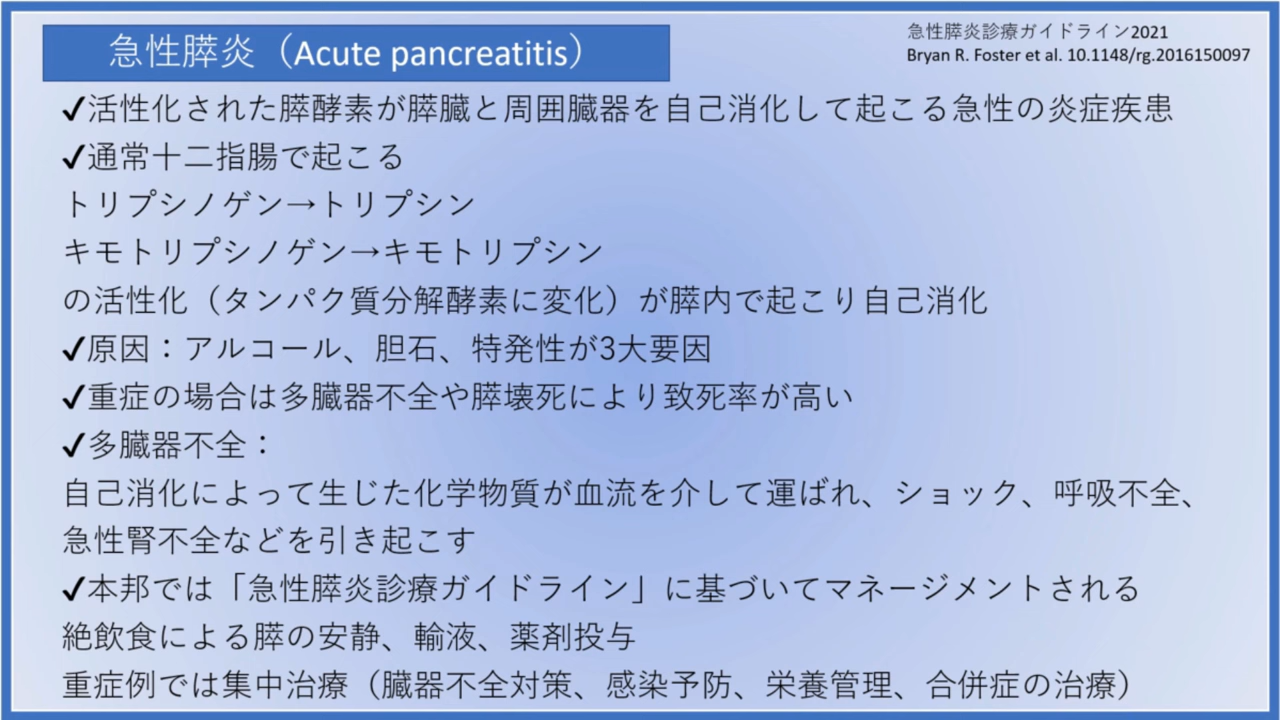 急性膵炎（Acute pancreatitis）
急性膵炎診療ガイドライン2021
Bryan R. Foster et al. 10.1148/rg.2016150097
✓活性化された膵酵素が膵臓と周囲臓器を自己消化して起こる急性の炎症疾患
✓通常十二指腸で起こる
トリプシノゲン→トリプシン
キモトリプシノゲン→キモトリプシン
の活性化（タンパク質分解酵素に変化）が膵内で起こり自己消化
✓原因：アルコール、胆石、特発性が3大要因
✓重症の場合は多臓器不全や膵壊死により致死率が高い
✓多臓器不全：
自己消化によって生じた化学物質が血流を介して運ばれ、ショック、呼吸不全、
急性腎不全などを引き起こす
✓本邦では「急性膵炎診療ガイドライン」に基づいてマネージメントされる
絶飲食による膵の安静、輸液、薬剤投与
重症例では集中治療（臓器不全対策、感染予防、栄養管理、合併症の治療）